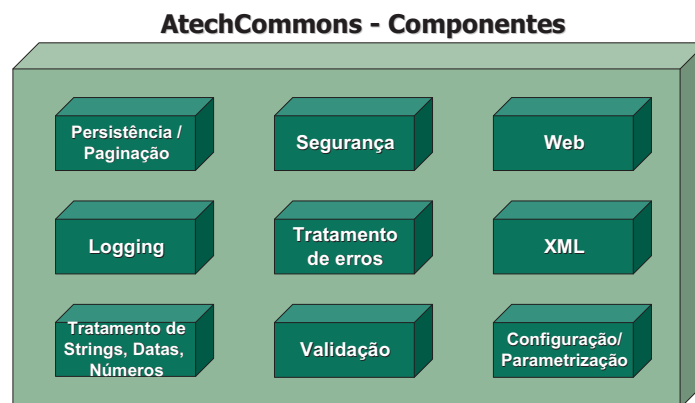 AtechCommons - Componentes
Persistência /
Paginação
Segurança
Web
Logging
Tratamento
de erros
XML
Tratamento de
Strings, Datas,
Números
Validação
Configuração/
Parametrização